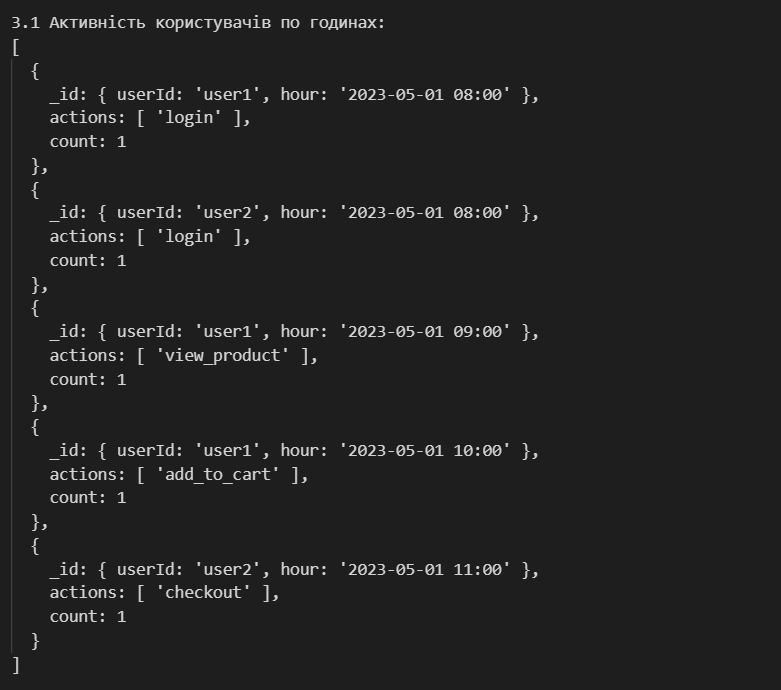 3.1 Активність користувачів по годинах:
[
  {
    _id: { userId: 'user1', hour: '2023-05-01 08:00' },
    actions: [ 'login' ],
    count: 1
  },
  {
    _id: { userId: 'user2', hour: '2023-05-01 08:00' },
    actions: [ 'login' ],
    count: 1
  },
  {
    _id: { userId: 'user1', hour: '2023-05-01 09:00' },
    actions: [ 'view_product' ],
    count: 1
  },
  {
    _id: { userId: 'user1', hour: '2023-05-01 10:00' },
    actions: [ 'add_to_cart' ],
    count: 1
  },
  {
    _id: { userId: 'user2', hour: '2023-05-01 11:00' },
    actions: [ 'checkout' ],
    count: 1
  }
]